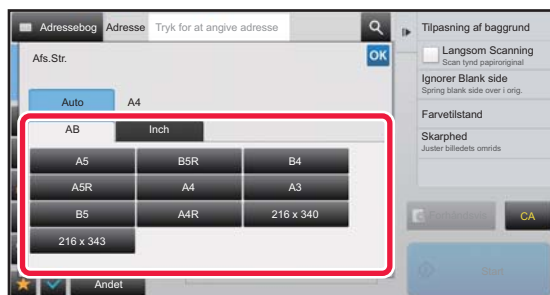 Adressebog Adresse Tryk for at angive adresse
Afs.Str.
OK
Auto A4
AB Inch
A5 B5R B4
A5R A4 A3
B5 A4R 216 x 340
216 x 343
Andet
Tilpasning af baggrund
Langsom Scanning
Scan tynd papiroriginal
Ignorer Blank side
Spring blank side over i orig.
Farvetilstand
Skarphed
Juster billedets omrids
CA
Start